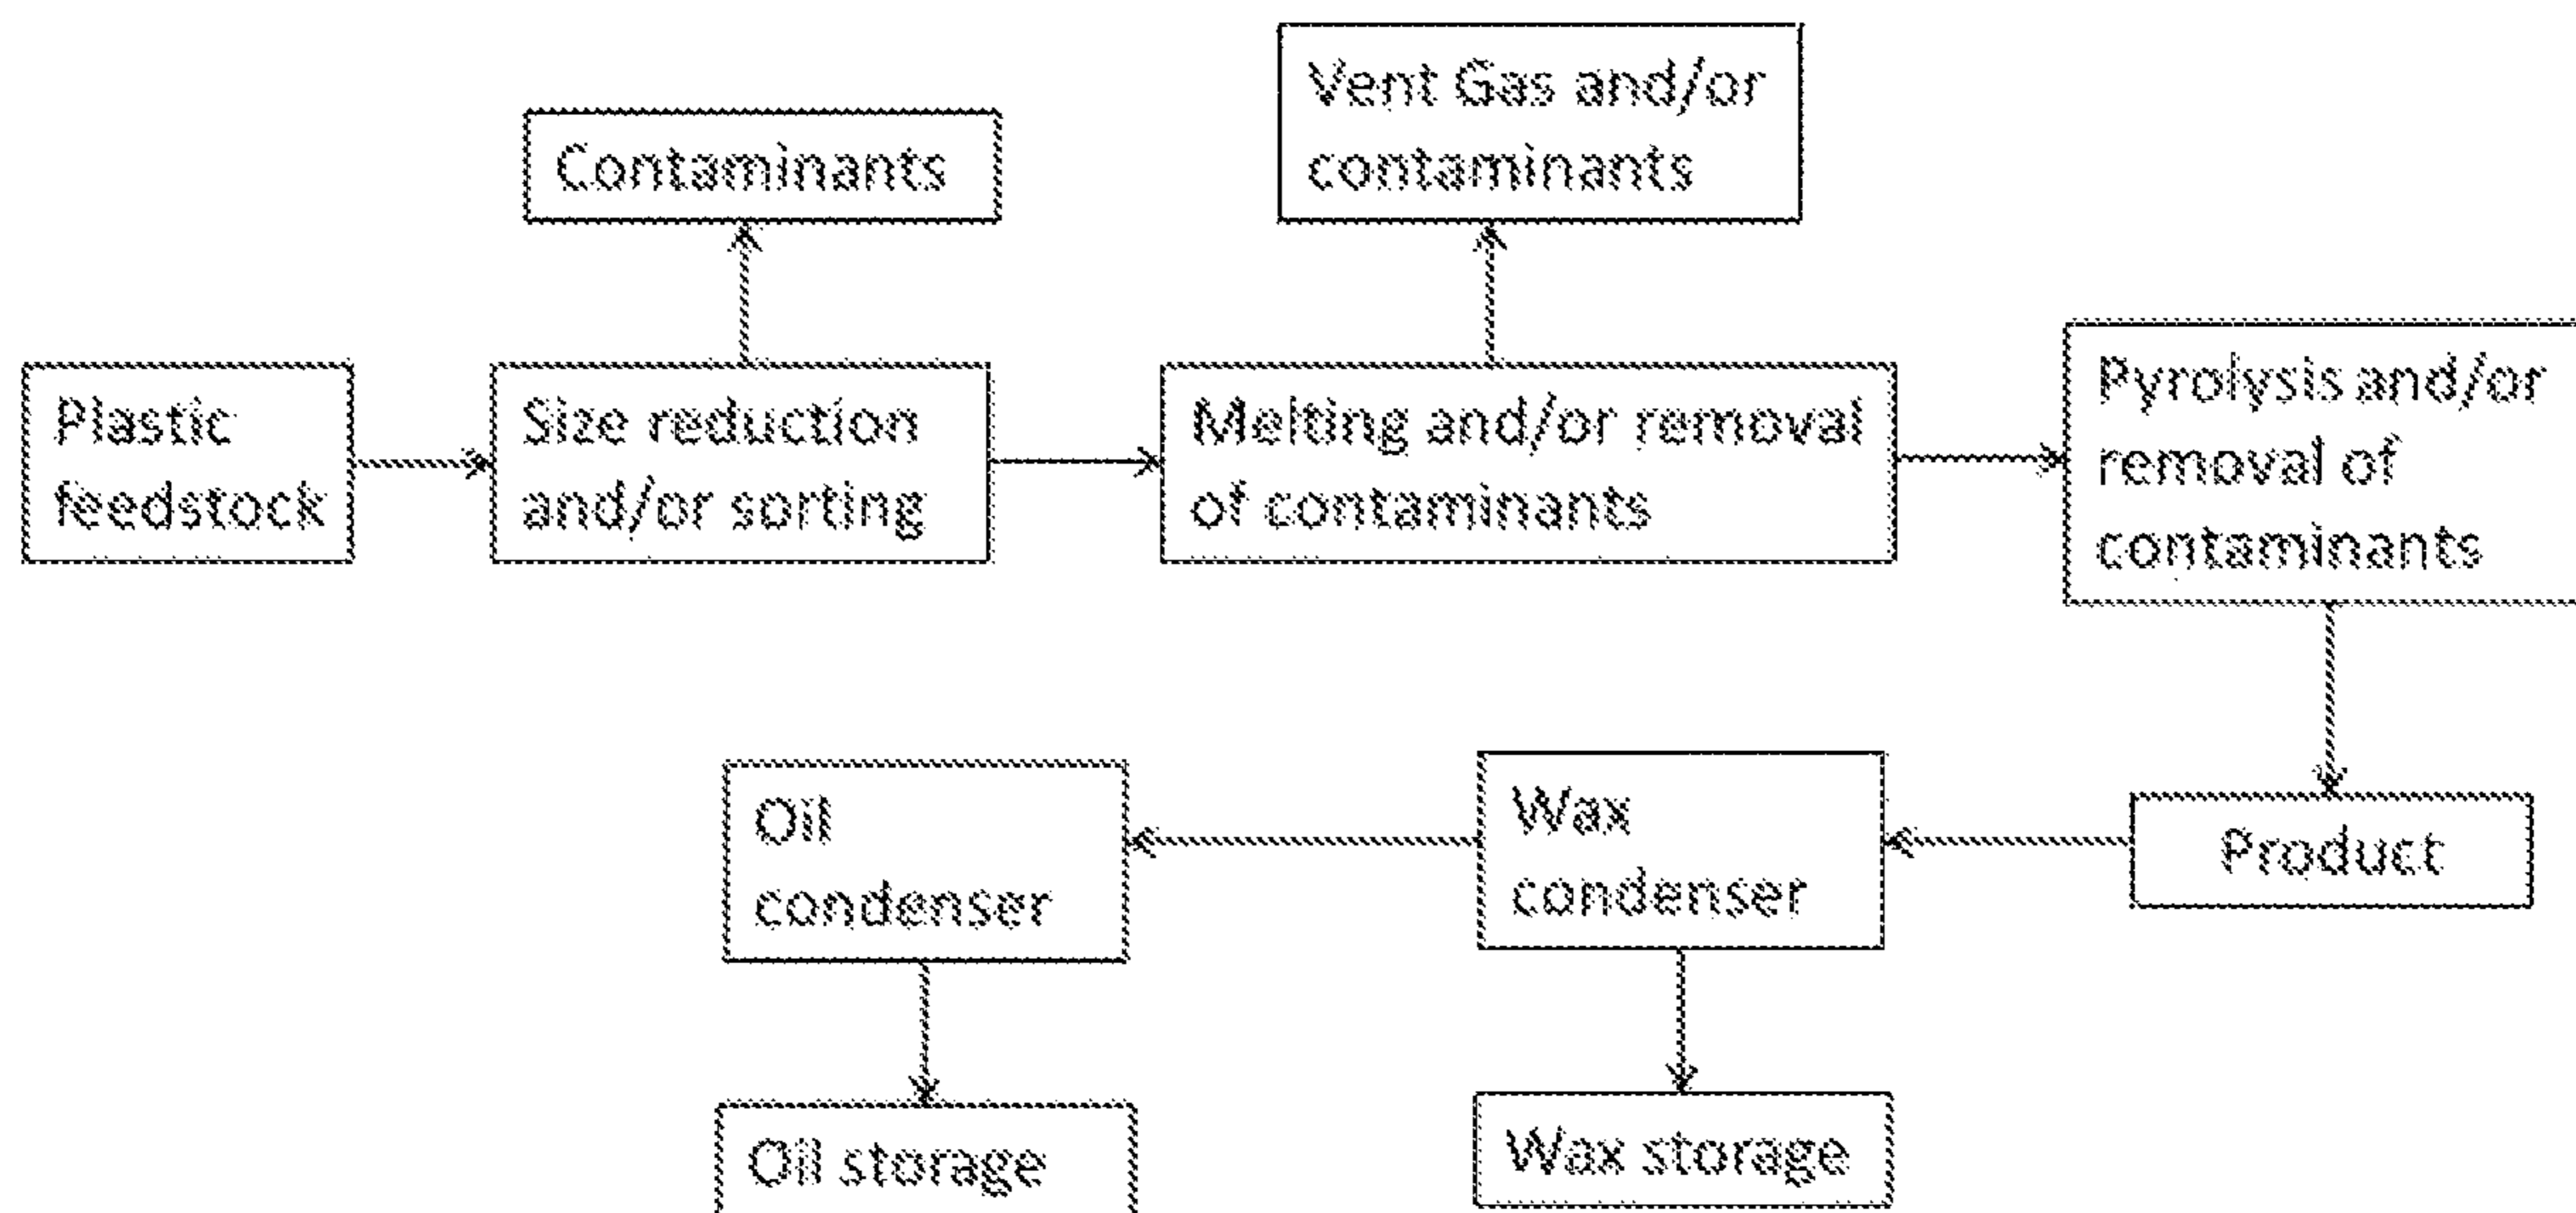 Vent Gas and/or
contaminants
Contaminants
Plastic
feedstock
Size reduction
and/or sorting
Melting and/or removal
of contaminants
Pyrolysis and/or
removal of
contaminants
Product
Wax
condenser
Oil
condenser
Wax storage
Oil storage